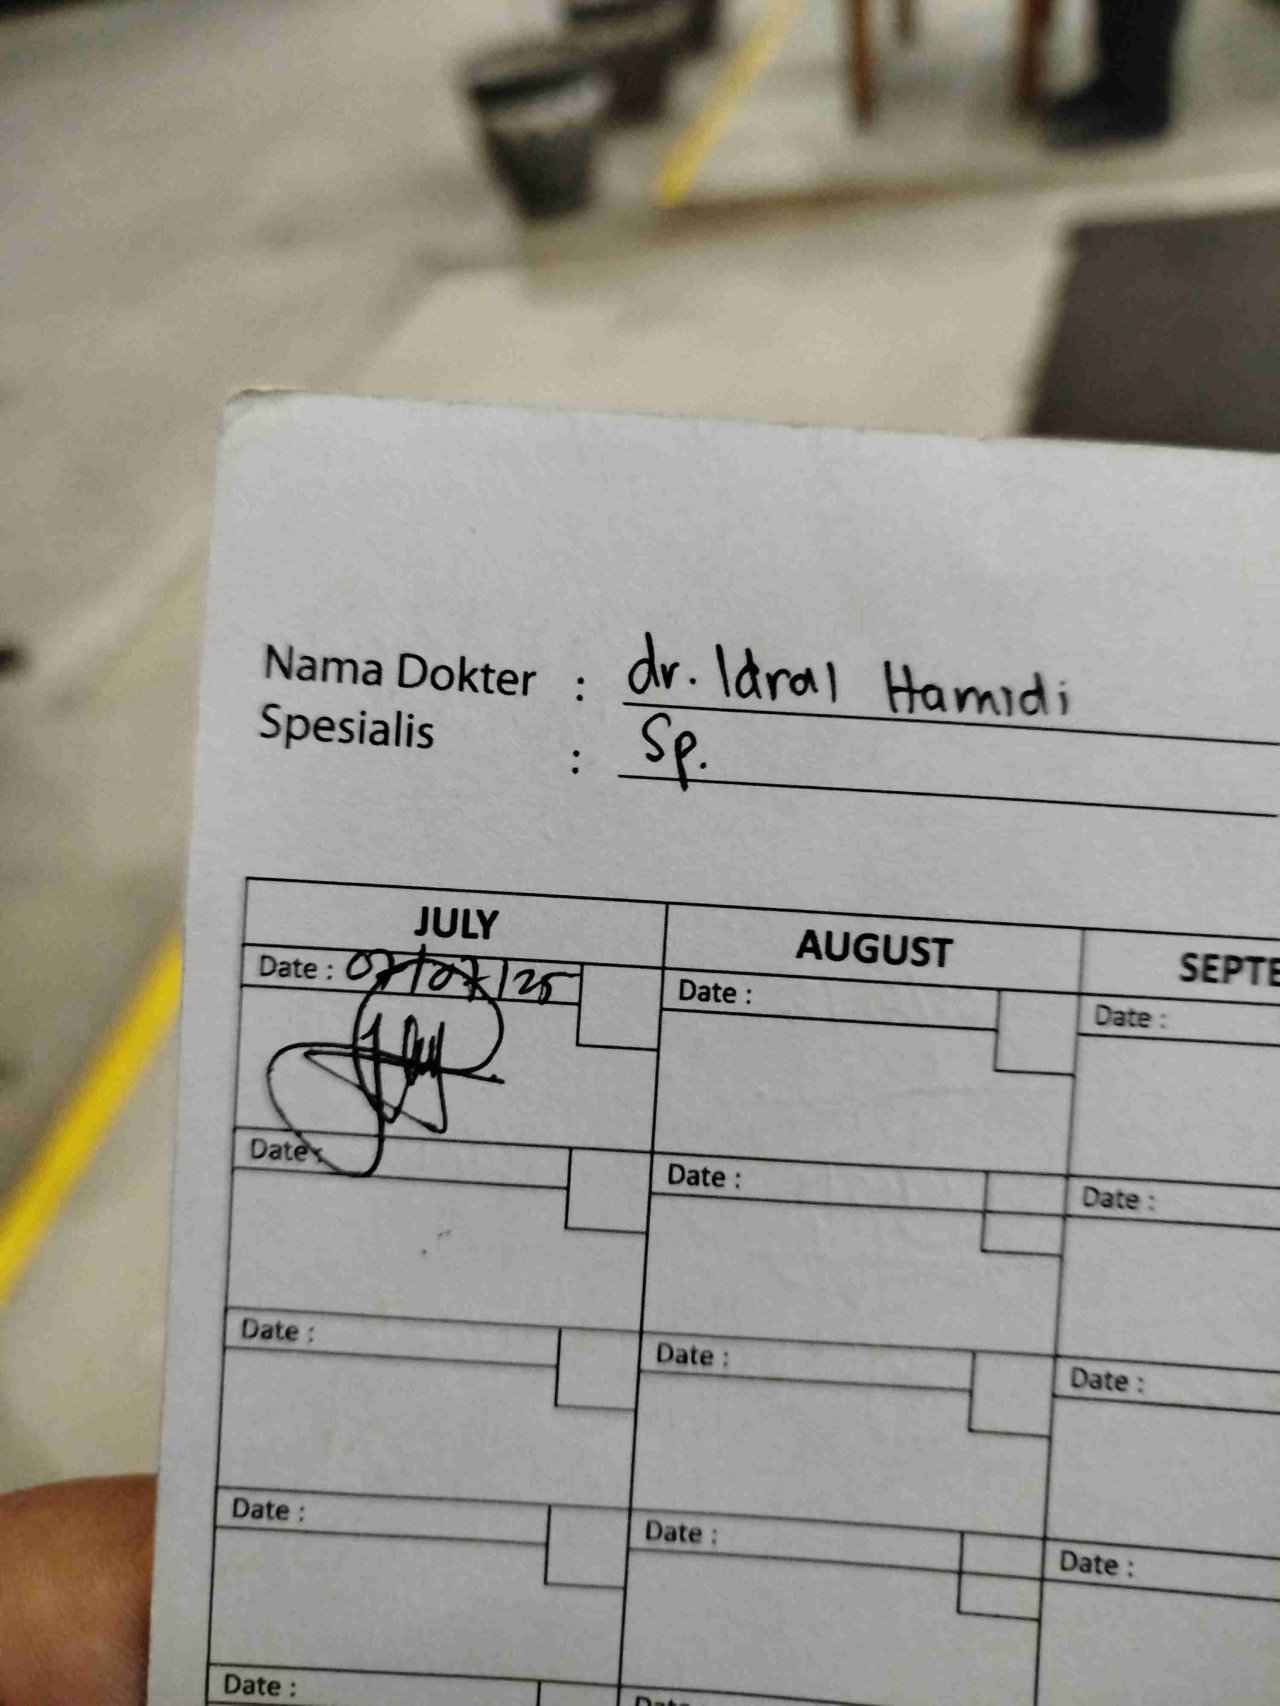 Nama Dokter : dr. Idral Hamidi
Spesialis : Sp.
JULY AUGUST SEPTE
Date : 07/07/25 Date : Date :
Date : Date : Date :
Date : Date : Date :
Date : Date : Date :
Date : Date